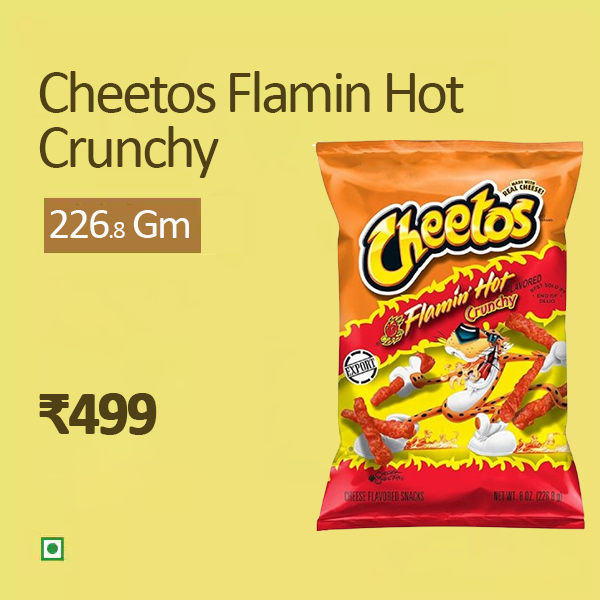 Cheetos Flamin Hot
Crunchy
226.8 Gm
₹499
MADE WITH
REAL CHEESE!
Cheetos
Flamin' Hot
Crunchy
EXPORT
CHEESE FLAVORED SNACKS
NET WT. 8 OZ. (226.8 g)